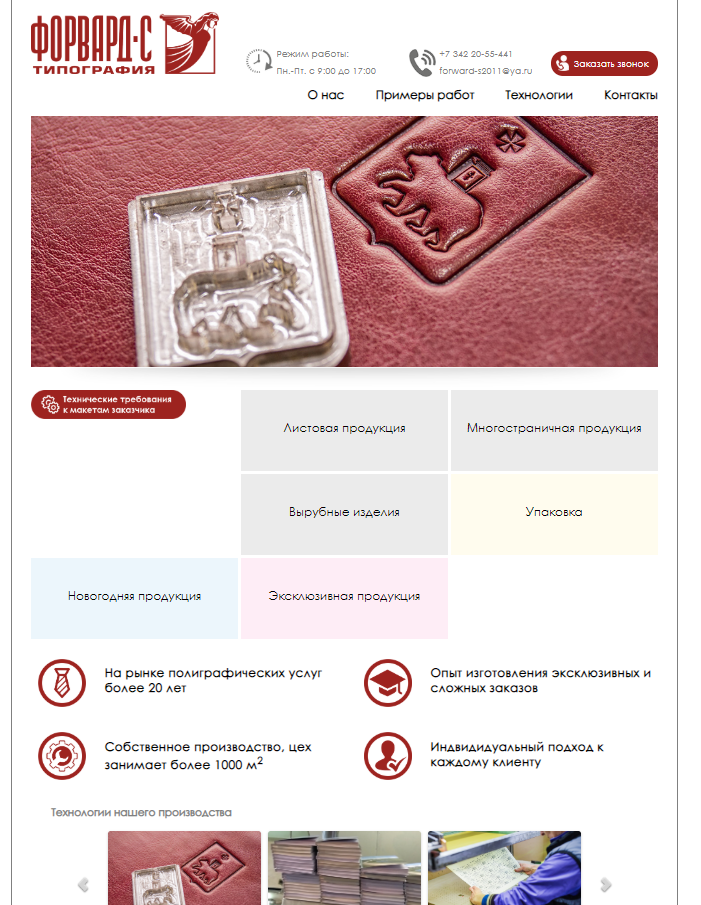 ФОРВАРД-С
ТИПОГРАФИЯ
Режим работы:
Пн.-Пт. с 9:00 до 17:00
+7 342 20-55-441
forward-s2011@ya.ru
Заказать звонок
О нас
Примеры работ
Технологии
Контакты
Технические требования
к макетам заказчика
Листовая продукция
Многостраничная продукция
Вырубные изделия
Упаковка
Новогодняя продукция
Эксклюзивная продукция
На рынке полиграфических услуг
более 20 лет
Опыт изготовления эксклюзивных и
сложных заказов
Собственное производство, цех
занимает более 1000 м²
Индвидидуальный подход к
каждому клиенту
Технологии нашего производства